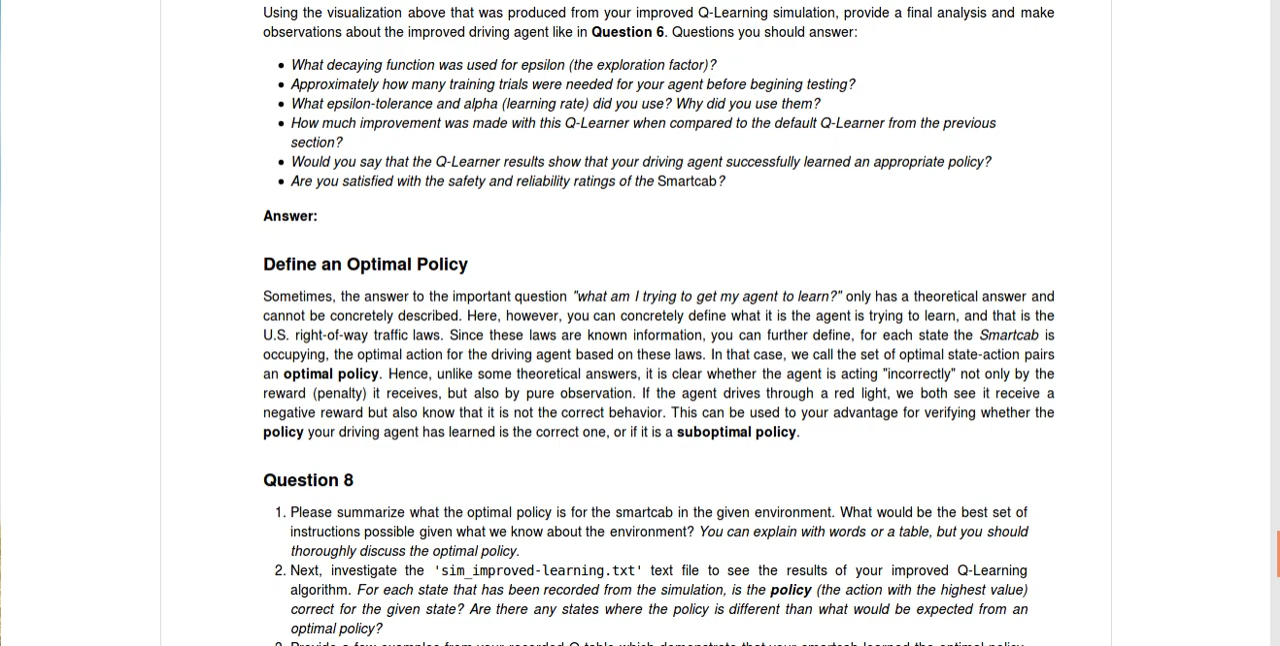 Using the visualization above that was produced from your improved Q-Learning simulation, provide a final analysis and make
observations about the improved driving agent like in Question 6. Questions you should answer:
• What decaying function was used for epsilon (the exploration factor)?
• Approximately how many training trials were needed for your agent before begining testing?
• What epsilon-tolerance and alpha (learning rate) did you use? Why did you use them?
• How much improvement was made with this Q-Learner when compared to the default Q-Learner from the previous
section?
• Would you say that the Q-Learner results show that your driving agent successfully learned an appropriate policy?
• Are you satisfied with the safety and reliability ratings of the Smartcab?
Answer:
Define an Optimal Policy
Sometimes, the answer to the important question "what am I trying to get my agent to learn?" only has a theoretical answer and
cannot be concretely described. Here, however, you can concretely define what it is the agent is trying to learn, and that is the
U.S. right-of-way traffic laws. Since these laws are known information, you can further define, for each state the Smartcab is
occupying, the optimal action for the driving agent based on these laws. In that case, we call the set of optimal state-action pairs
an optimal policy. Hence, unlike some theoretical answers, it is clear whether the agent is acting "incorrectly" not only by the
reward (penalty) it receives, but also by pure observation. If the agent drives through a red light, we both see it receive a
negative reward but also know that it is not the correct behavior. This can be used to your advantage for verifying whether the
policy your driving agent has learned is the correct one, or if it is a suboptimal policy.
Question 8
1. Please summarize what the optimal policy is for the smartcab in the given environment. What would be the best set of
instructions possible given what we know about the environment? You can explain with words or a table, but you should
thoroughly discuss the optimal policy.
2. Next, investigate the 'sim_improved-learning.txt' text file to see the results of your improved Q-Learning
algorithm. For each state that has been recorded from the simulation, is the policy (the action with the highest value)
correct for the given state? Are there any states where the policy is different than what would be expected from an
optimal policy?